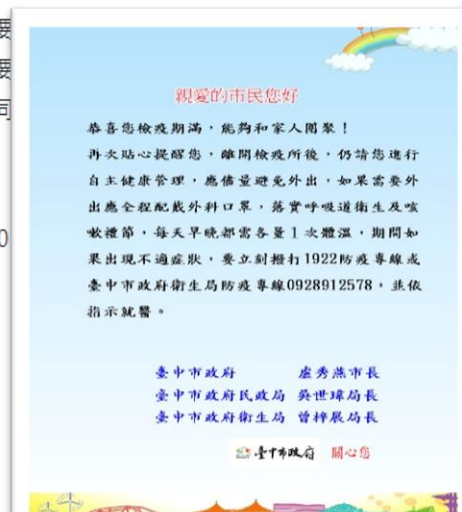 要
要
同
0
親愛的市民您好
恭喜您檢疫期滿，能夠和家人團聚！
再次貼心提醒您，離開檢疫所後，仍請您進行
自主健康管理，應儘量避免外出，如果需要外
出應全程配戴外科口罩，落實呼吸道衛生及咳
嗽禮節，每天早晚都需各量1次體溫，期間如
果出現不適症狀，要立刻撥打1922防疫專線或
臺中市政府衛生局防疫專線0928912578，並依
指示就醫。
臺中市政府 盧秀燕市長
臺中市政府民政局 吳世瑋局長
臺中市政府衛生局 曾梓展局長
臺中市政府 關心您